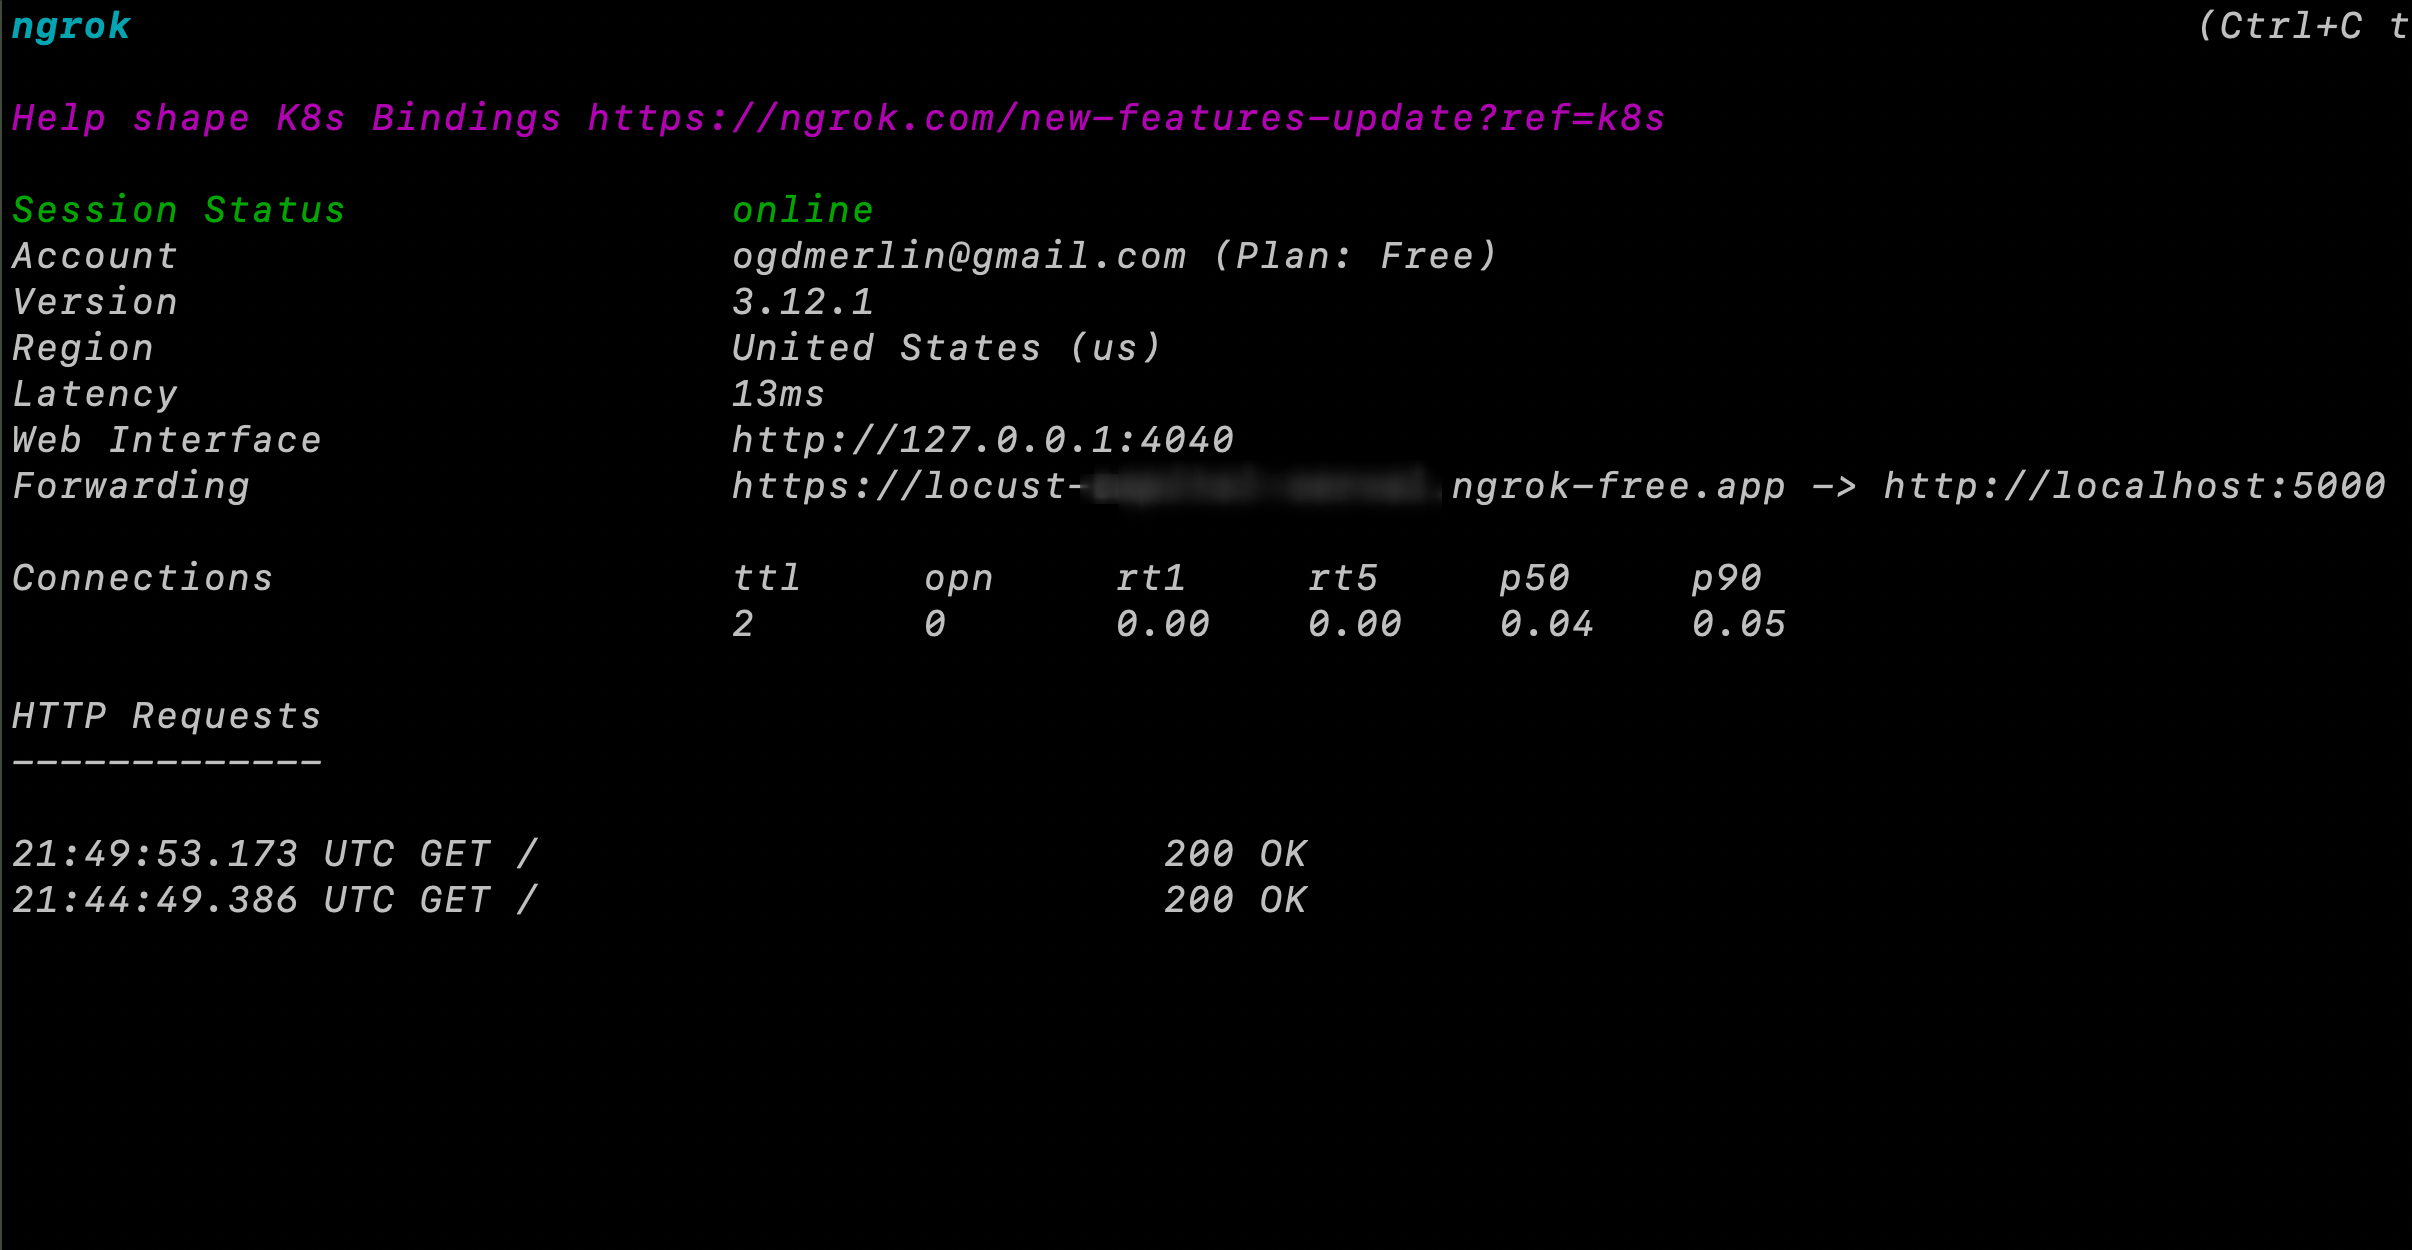 ngrok (Ctrl+C t
Help shape K8s Bindings https://ngrok.com/new-features-update?ref=k8s
Session Status online
Account ogdmerlin@gmail.com (Plan: Free)
Version 3.12.1
Region United States (us)
Latency 13ms
Web Interface http://127.0.0.1:4040
Forwarding https://locust- ngrok-free.app -> http://localhost:5000
Connections ttl opn rt1 rt5 p50 p90
2 0 0.00 0.00 0.04 0.05
HTTP Requests
-------------
21:49:53.173 UTC GET / 200 OK
21:44:49.386 UTC GET / 200 OK